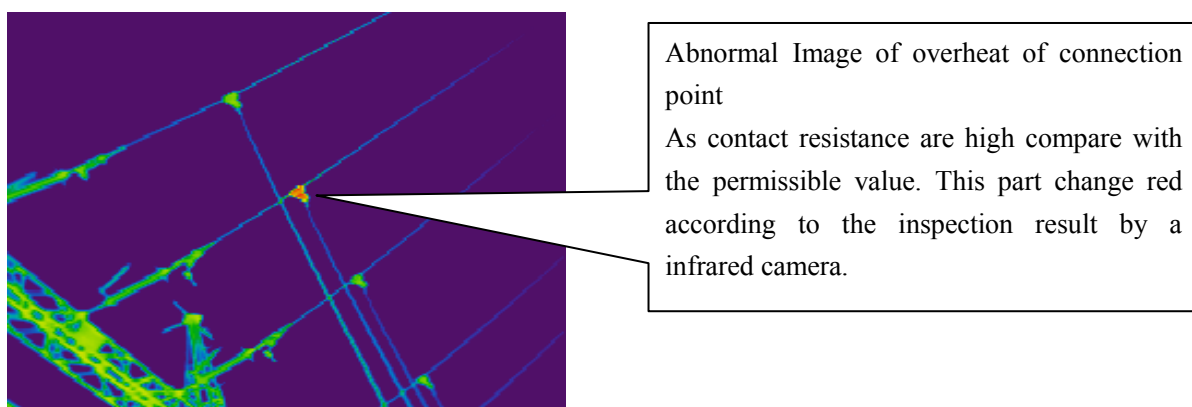 Abnormal Image of overheat of connection
point
As contact resistance are high compare with
the permissible value. This part change red
according to the inspection result by a
infrared camera.